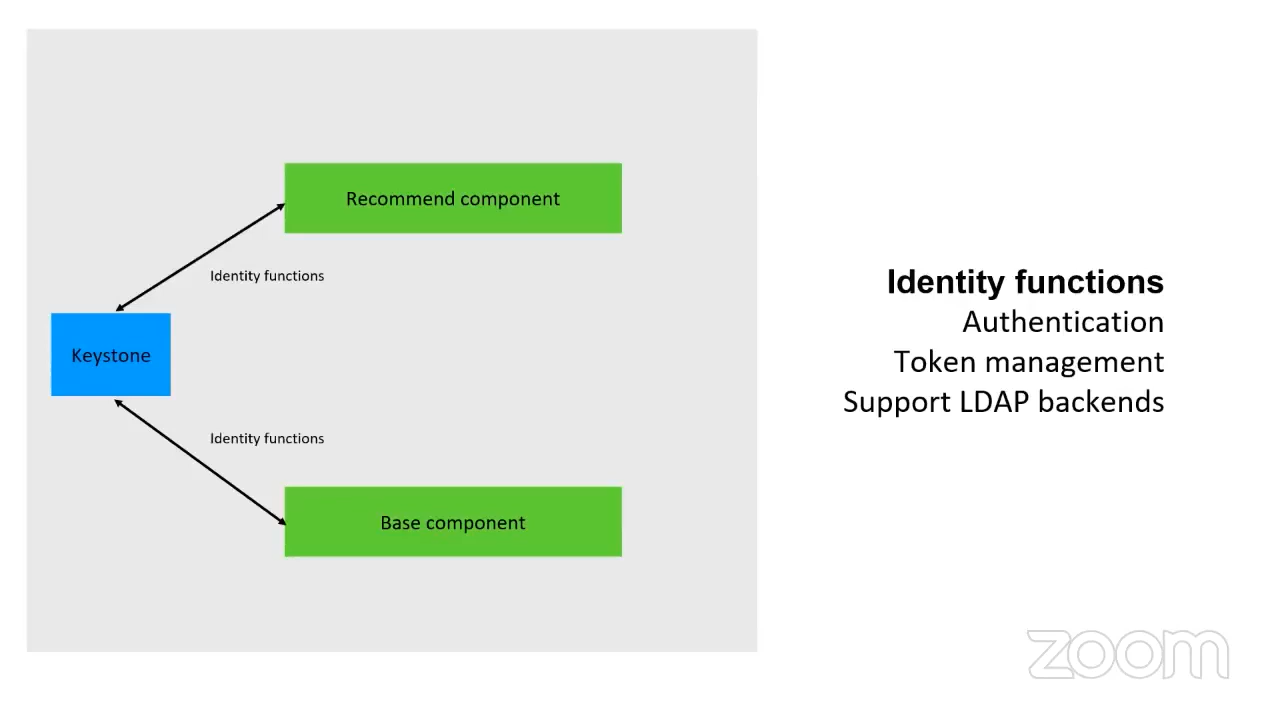 Recommend component
Identity functions
Keystone
Identity functions
Base component
Identity functions
Authentication
Token management
Support LDAP backends
zoom